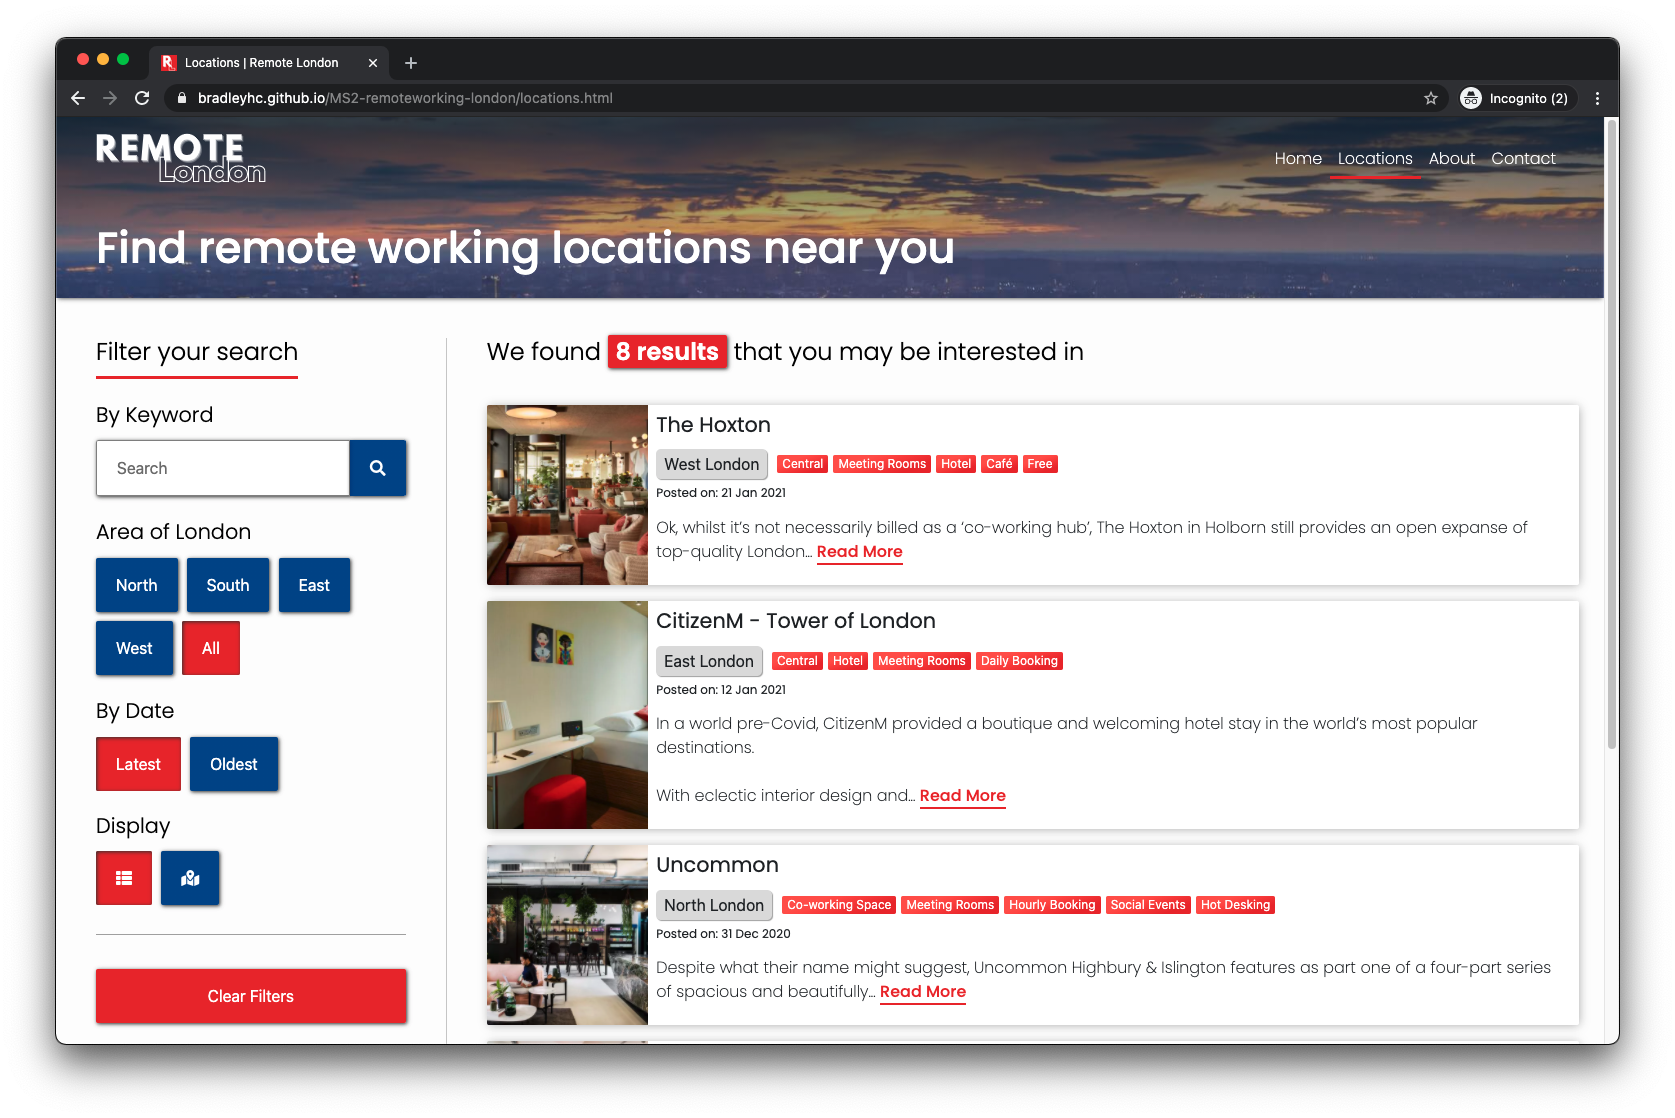 Locations | Remote London
bradleyhc.github.io/MS2-remoteworking-london/locations.html
Incognito (2)
REMOTE
London
Home Locations About Contact
Find remote working locations near you
Filter your search
By Keyword
Search
Area of London
North South East
West All
By Date
Latest Oldest
Display
Clear Filters
We found 8 results that you may be interested in
The Hoxton
West London Central Meeting Rooms Hotel Café Free
Posted on: 21 Jan 2021
Ok, whilst it’s not necessarily billed as a ‘co-working hub’, The Hoxton in Holborn still provides an open expanse of
top-quality London... Read More
CitizenM - Tower of London
East London Central Hotel Meeting Rooms Daily Booking
Posted on: 12 Jan 2021
In a world pre-Covid, CitizenM provided a boutique and welcoming hotel stay in the world’s most popular
destinations.
With eclectic interior design and... Read More
Uncommon
North London Co-working Space Meeting Rooms Hourly Booking Social Events Hot Desking
Posted on: 31 Dec 2020
Despite what their name might suggest, Uncommon Highbury & Islington features as part one of a four-part series
of spacious and beautifully... Read More